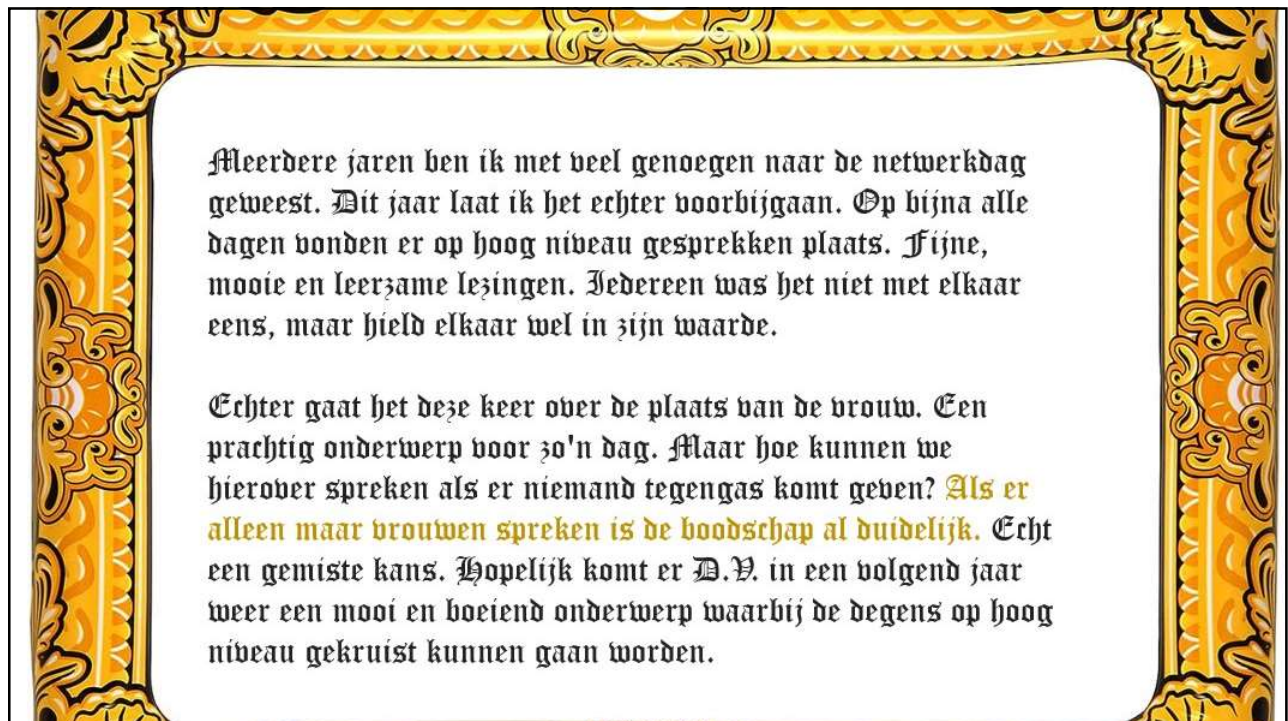 Meerdere jaren ben ik met veel genoegen naar de netwerkdag
geweest. Dit jaar laat ik het echter voorbijgaan. Op bijna alle
dagen vonden er op hoog niveau gesprekken plaats. Fijne,
mooie en leerzame lezingen. Iedereen was het niet met elkaar
eens, maar hield elkaar wel in zijn waarde.
Echter gaat het deze keer over de plaats van de vrouw. Een
prachtig onderwerp voor zo'n dag. Maar hoe kunnen we
hierover spreken als er niemand tegengas komt geven? Als er
alleen maar vrouwen spreken is de boodschap al duidelijk. Echt
een gemiste kans. Hopelijk komt er D.V. in een volgend jaar
weer een mooi en boeiend onderwerp waarbij de degens op hoog
niveau gekruist kunnen gaan worden.